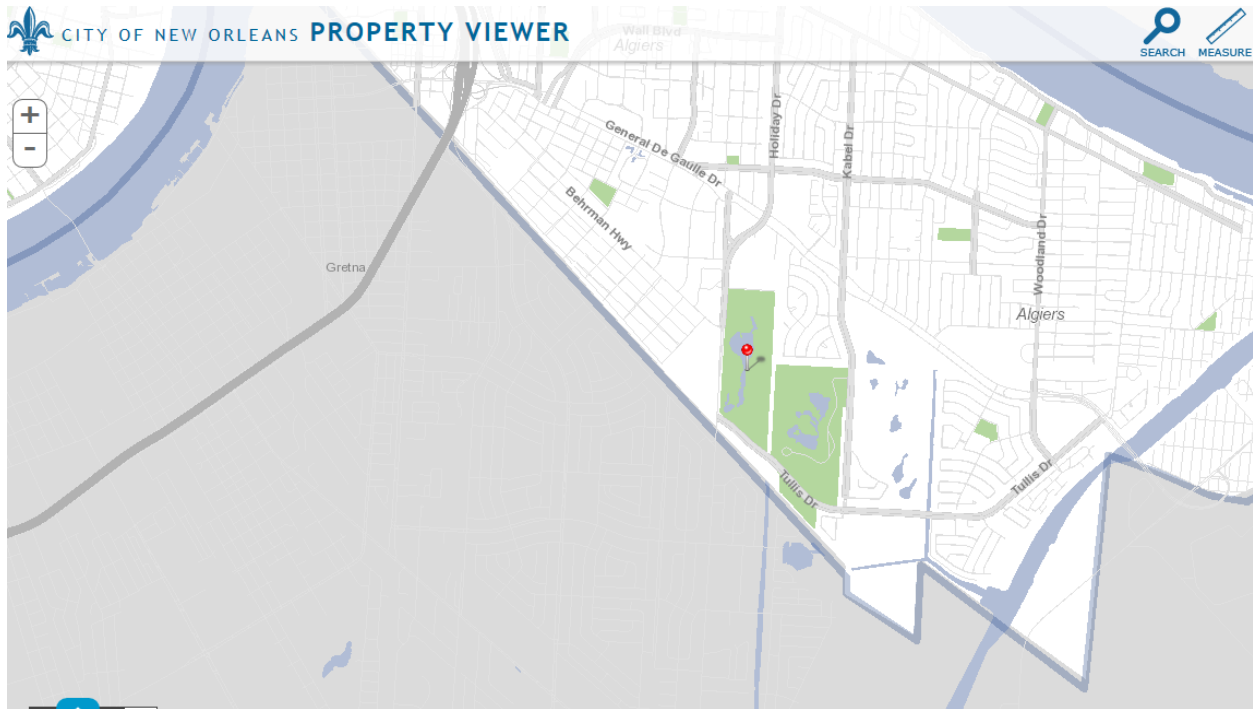 CITY OF NEW ORLEANS PROPERTY VIEWER
SEARCH
MEASURE
Wall Blvd
Algiers
+
-
General De Gaulle Dr
Holiday Dr
Kabel Dr
Behrman Hwy
Woodland Dr
Gretna
Algiers
Tullis Dr
Tullis Dr